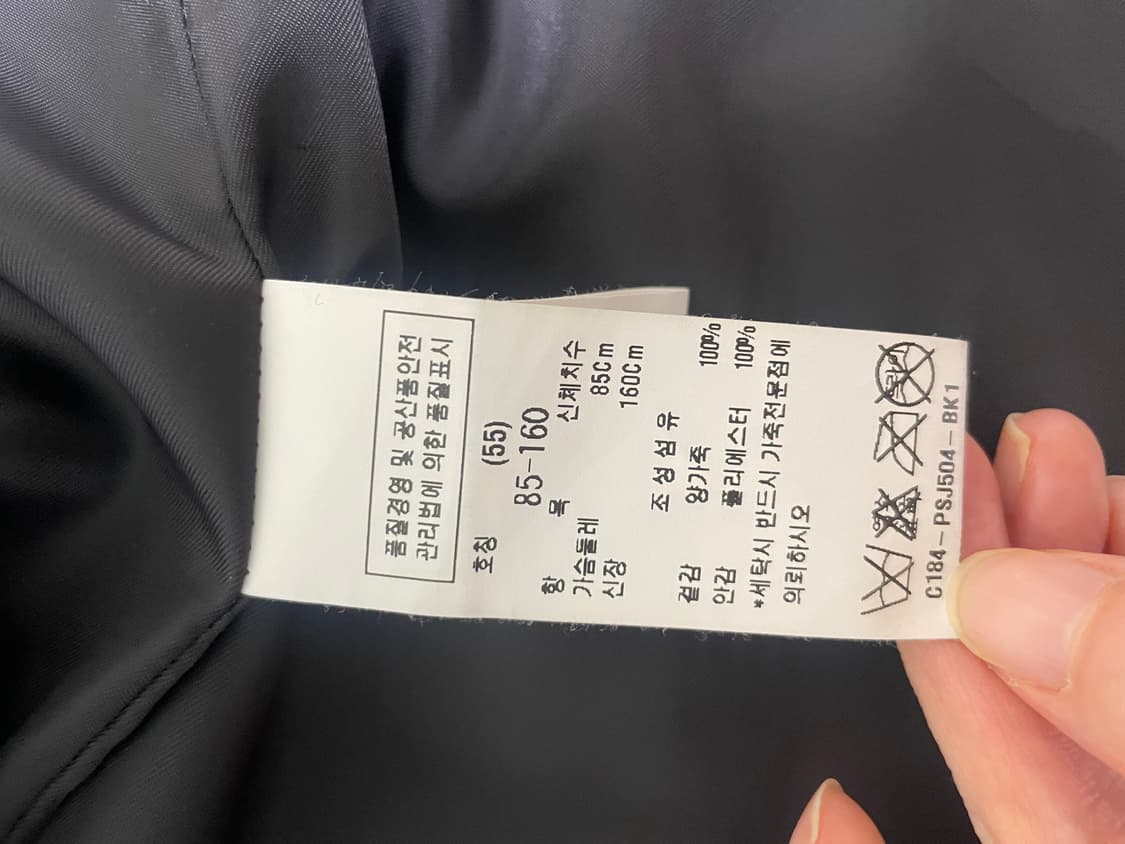 품질경영 및 공산품안전
관리법에 의한 품질표시
호칭 (55)
85-160
항 목 신체치수
가슴둘레 85Cm
신장 160Cm
조 성 섬 유
겉감 양가죽 100%
안감 폴리에스터 100%
*세탁시 반드시 가죽전문점에
의뢰하시오
C184-PSJ504-BK1